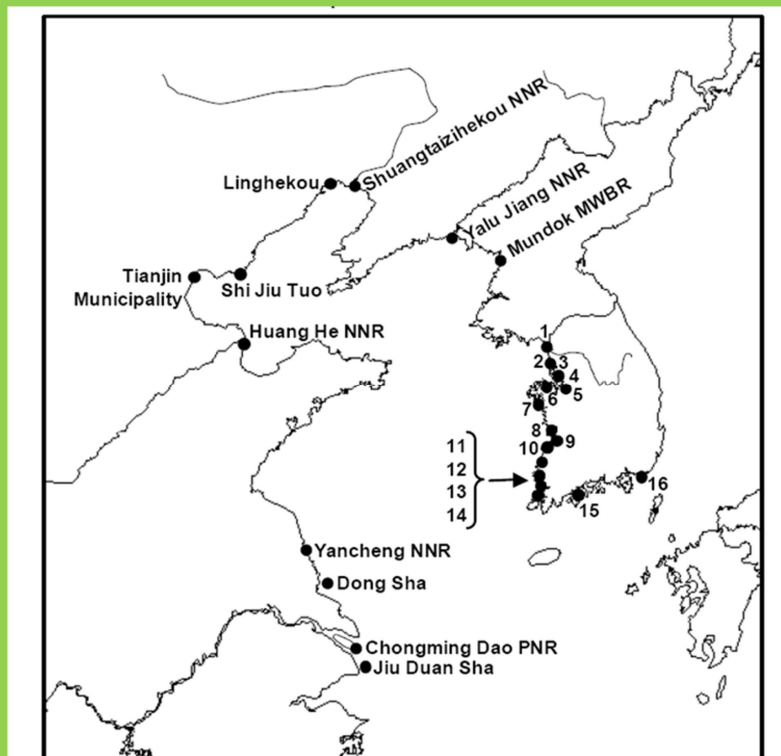 Shuangtaizihekou NNR
Linghekou
Yalu Jiang NNR
Mundok MWBR
Tianjin
Municipality
Shi Jiu Tuo
Huang He NNR
1
2
3
4
5
6
7
8
9
10
11
12
13
14
15
16
Yancheng NNR
Dong Sha
Chongming Dao PNR
Jiu Duan Sha